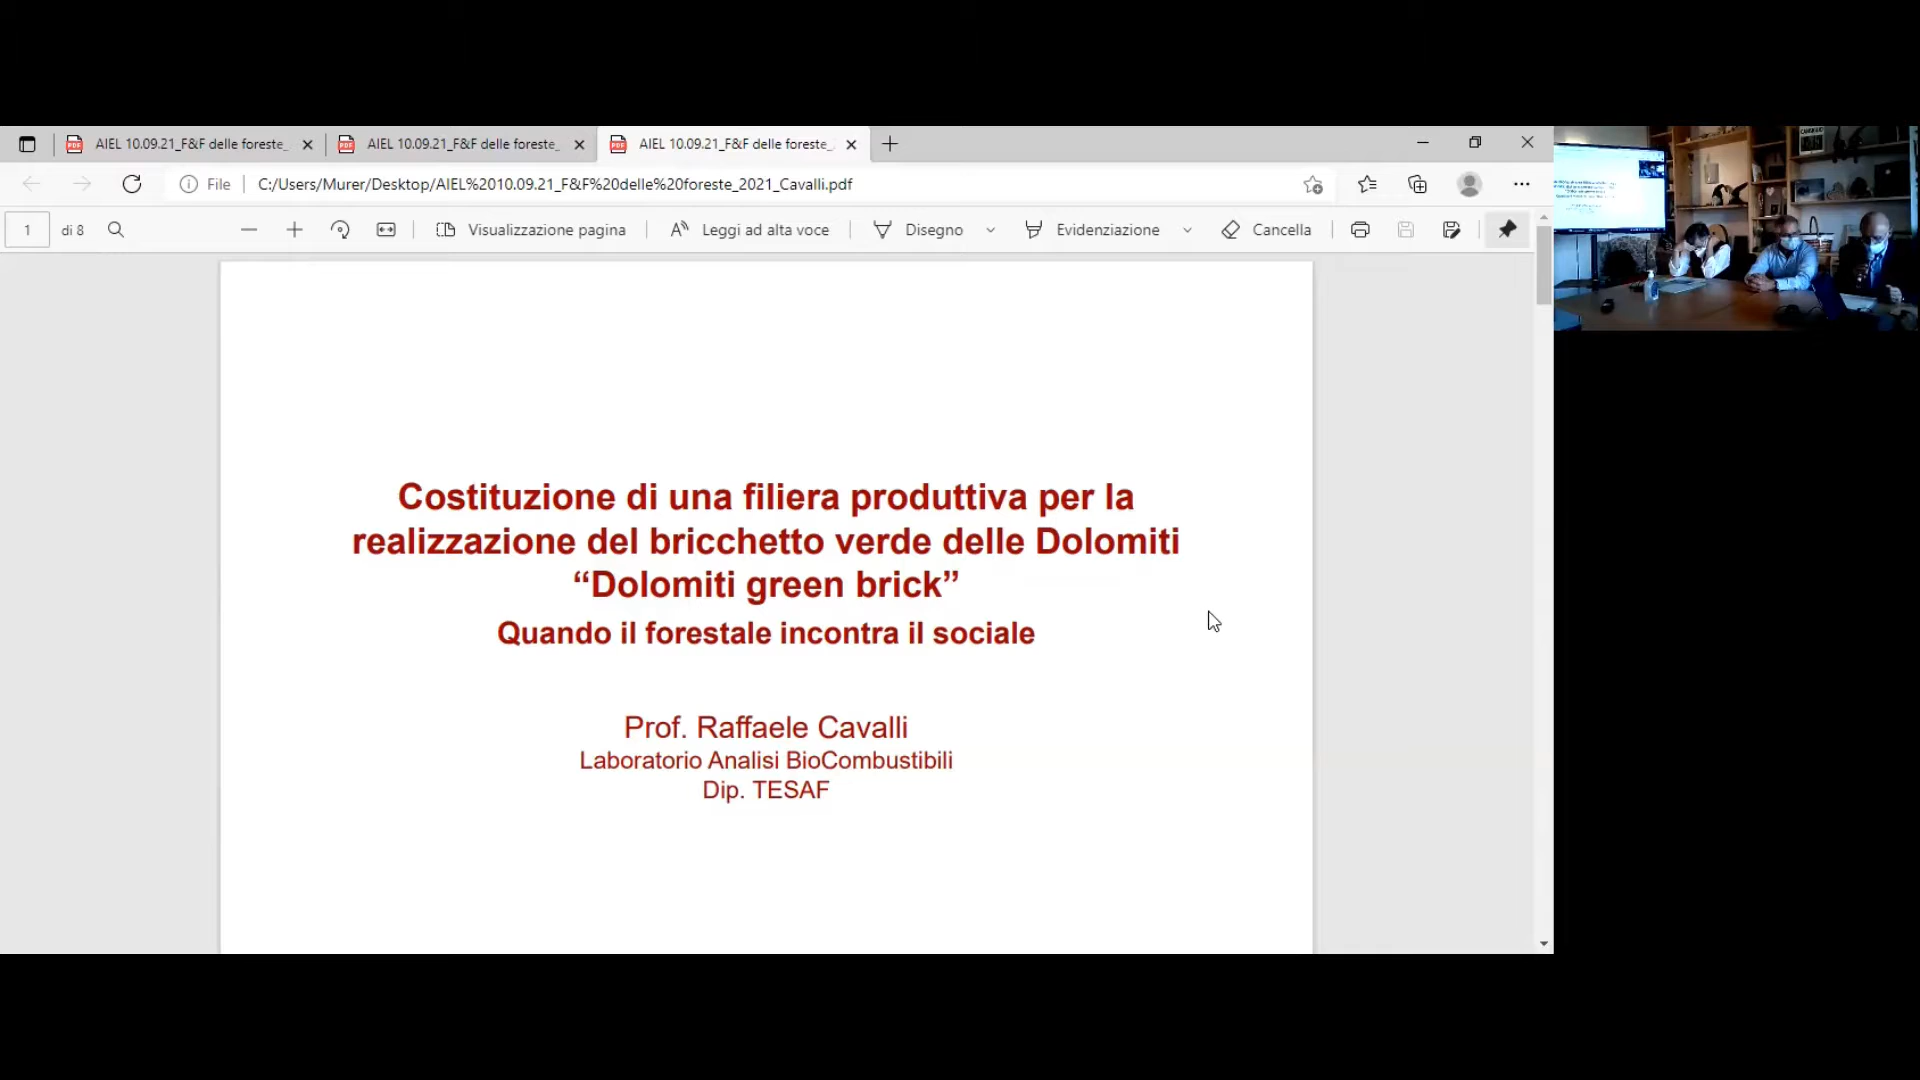 AIEL 10.09.21_F&F delle foreste_
AIEL 10.09.21_F&F delle foreste_
AIEL 10.09.21_F&F delle foreste_
File
C:/Users/Murer/Desktop/AIEL%2010.09.21_F&F%20delle%20foreste_2021_Cavalli.pdf
1 di 8
Visualizzazione pagina
Leggi ad alta voce
Disegno
Evidenziazione
Cancella
Costituzione di una filiera produttiva per la
realizzazione del bricchetto verde delle Dolomiti
“Dolomiti green brick”
Quando il forestale incontra il sociale
Prof. Raffaele Cavalli
Laboratorio Analisi BioCombustibili
Dip. TESAF